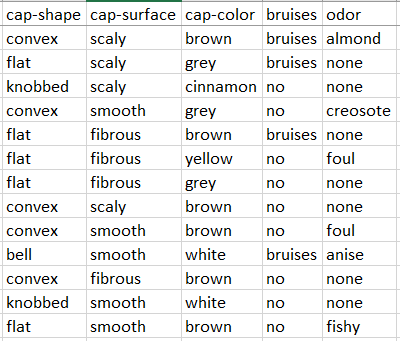 cap-shape cap-surface cap-color bruises odor
convex scaly brown bruises almond
flat scaly grey bruises none
knobbed scaly cinnamon no none
convex smooth grey no creosote
flat fibrous brown bruises none
flat fibrous yellow no foul
flat fibrous grey no none
convex scaly brown no none
convex smooth brown no foul
bell smooth white bruises anise
convex fibrous brown no none
knobbed smooth white no none
flat smooth brown no fishy